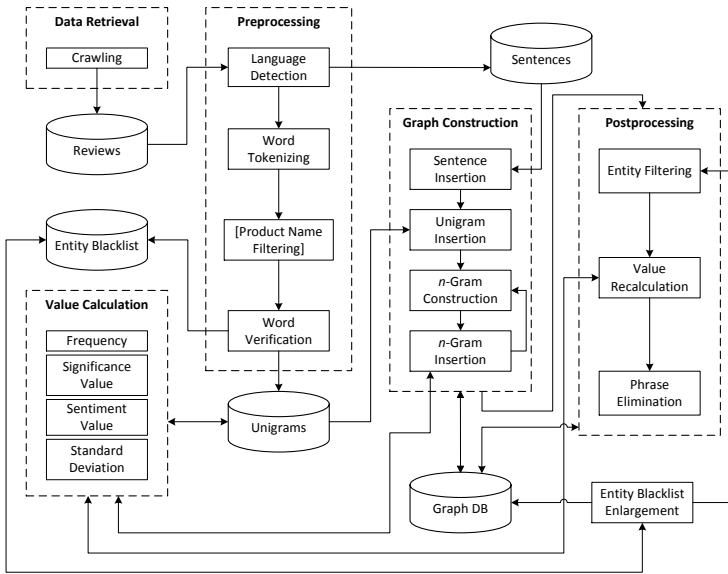 Data Retrieval
Crawling
Reviews
Entity Blacklist
Preprocessing
Language
Detection
Word
Tokenizing
[Product Name
Filtering]
Word
Verification
Sentences
Graph Construction
Sentence
Insertion
Unigram
Insertion
n-Gram
Construction
n-Gram
Insertion
Postprocessing
Entity Filtering
Value
Recalculation
Phrase
Elimination
Value Calculation
Frequency
Significance
Value
Sentiment
Value
Standard
Deviation
Unigrams
Graph DB
Entity Blacklist
Enlargement